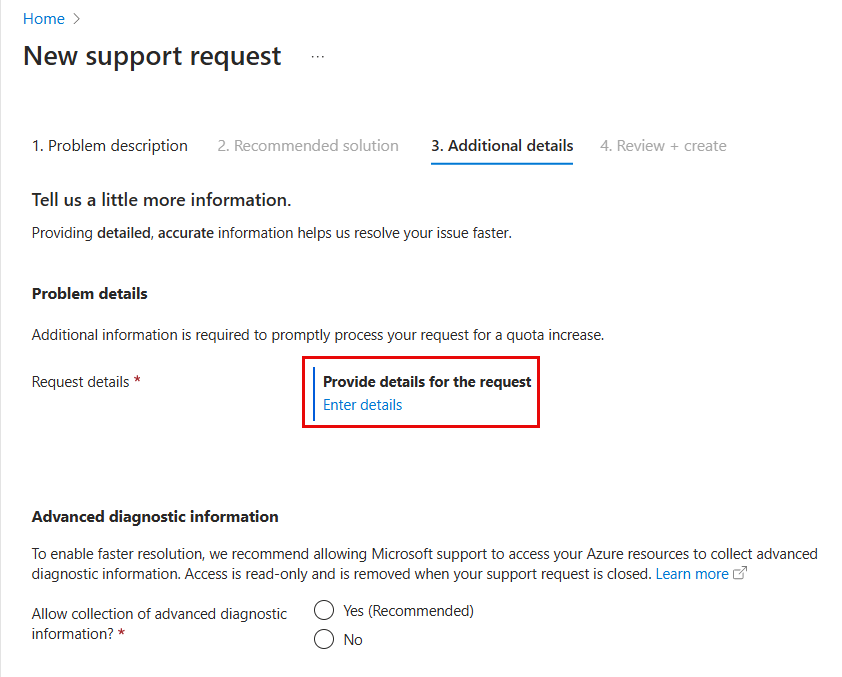 Home >
New support request ...
1. Problem description 2. Recommended solution 3. Additional details 4. Review + create
Tell us a little more information.
Providing detailed, accurate information helps us resolve your issue faster.
Problem details
Additional information is required to promptly process your request for a quota increase.
Request details * Provide details for the request
Enter details
Advanced diagnostic information
To enable faster resolution, we recommend allowing Microsoft support to access your Azure resources to collect advanced
diagnostic information. Access is read-only and is removed when your support request is closed. Learn more
Allow collection of advanced diagnostic
information? *
Yes (Recommended)
No